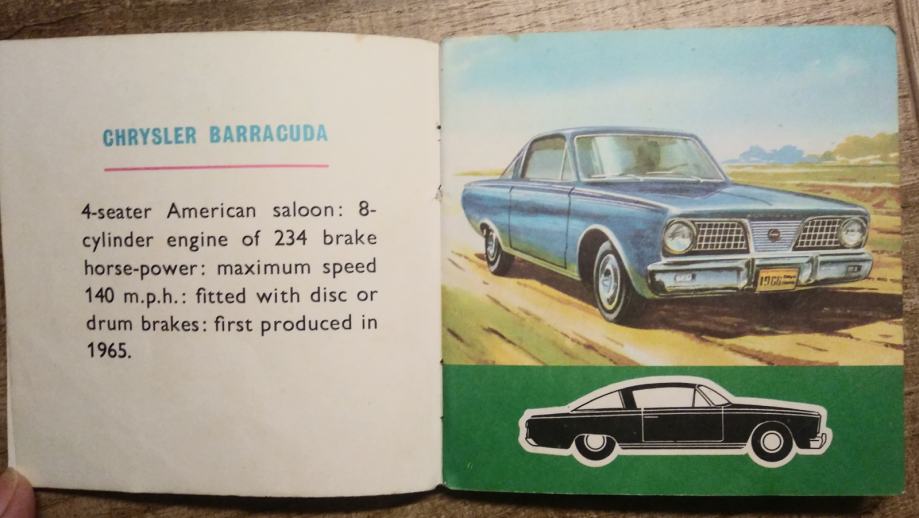 CHRYSLER BARRACUDA
4-seater American saloon: 8-
cylinder engine of 234 brake
horse-power: maximum speed
140 m.p.h.: fitted with disc or
drum brakes: first produced in
1965.
1966